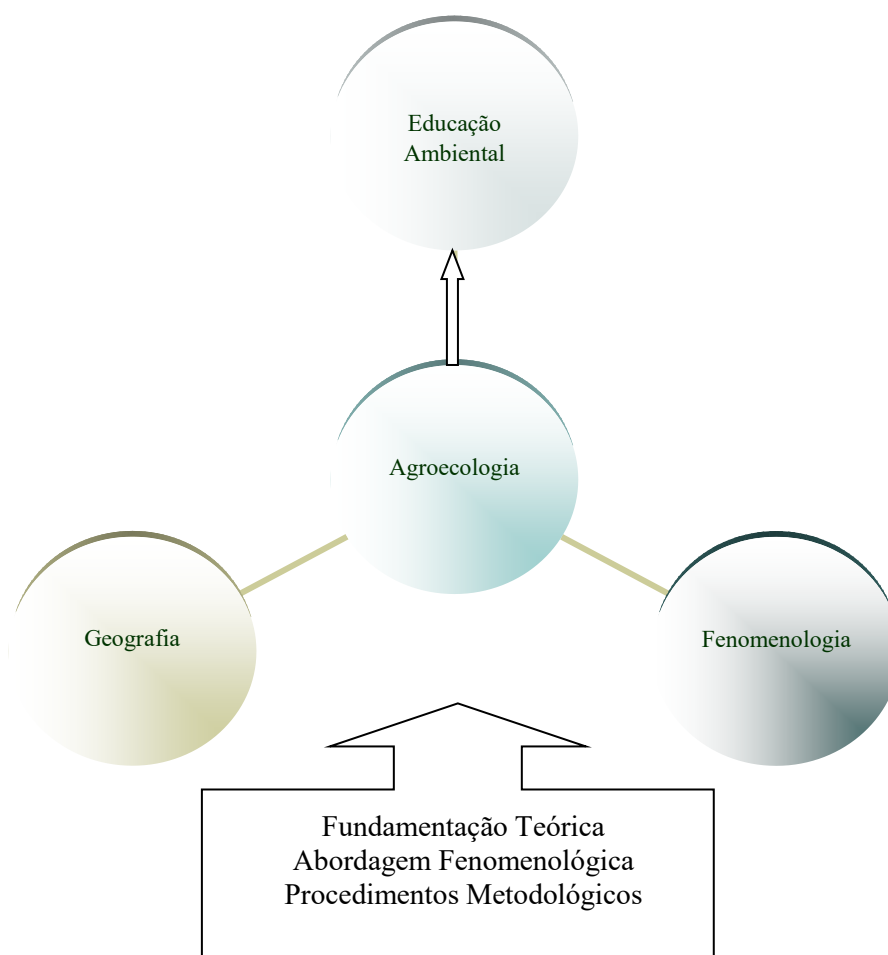 Educação
Ambiental
Agroecologia
Geografia
Fenomenologia
Fundamentação Teórica
Abordagem Fenomenológica
Procedimentos Metodológicos